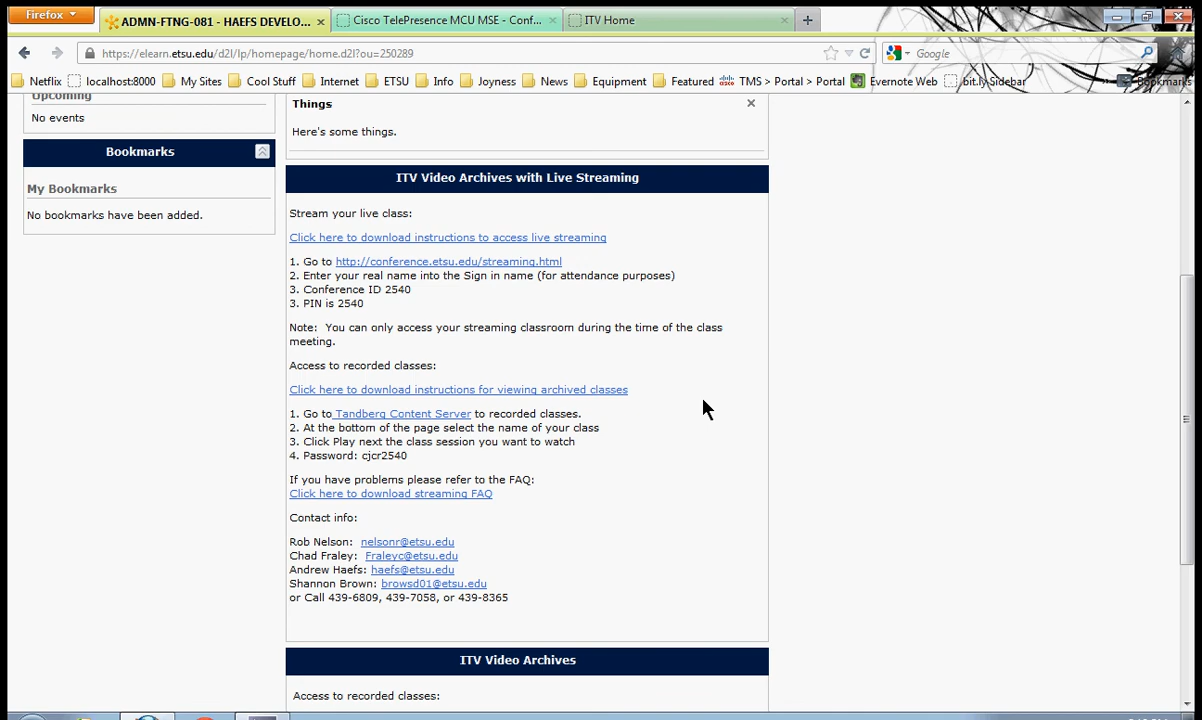 Firefox
ADMN-FTNG-081 - HAEFS DEVELO...
Cisco TelePresence MCU MSE - Conf...
ITV Home
https://elearn.etsu.edu/d2l/lp/homepage/home.d2l?ou=250289
Google
Netflix localhost:8000 My Sites Cool Stuff Internet ETSU Info Joyness News Equipment Featured TMS > Portal > Portal Evernote Web bit.ly Sidebar Bookmarks
Upcoming
No events
Bookmarks
My Bookmarks
No bookmarks have been added.
Things
Here's some things.
ITV Video Archives with Live Streaming
Stream your live class:
Click here to download instructions to access live streaming
1. Go to http://conference.etsu.edu/streaming.html
2. Enter your real name into the Sign in name (for attendance purposes)
3. Conference ID 2540
3. PIN is 2540
Note: You can only access your streaming classroom during the time of the class
meeting.
Access to recorded classes:
Click here to download instructions for viewing archived classes
1. Go to Tandberg Content Server to recorded classes.
2. At the bottom of the page select the name of your class
3. Click Play next the class session you want to watch
4. Password: cjcr2540
If you have problems please refer to the FAQ:
Click here to download streaming FAQ
Contact info:
Rob Nelson: nelsonr@etsu.edu
Chad Fraley: Fraleyc@etsu.edu
Andrew Haefs: haefs@etsu.edu
Shannon Brown: browsd01@etsu.edu
or Call 439-6809, 439-7058, or 439-8365
ITV Video Archives
Access to recorded classes: